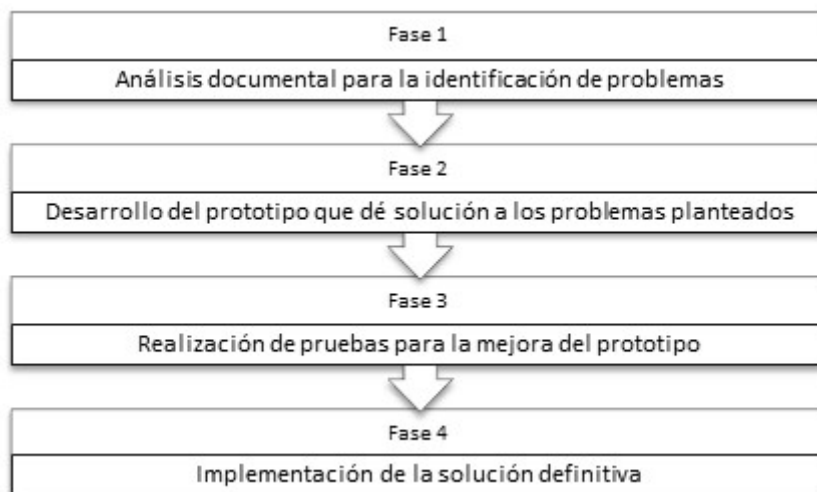 Fase 1
Análisis documental para la identificación de problemas
Fase 2
Desarrollo del prototipo que dé solución a los problemas planteados
Fase 3
Realización de pruebas para la mejora del prototipo
Fase 4
Implementación de la solución definitiva